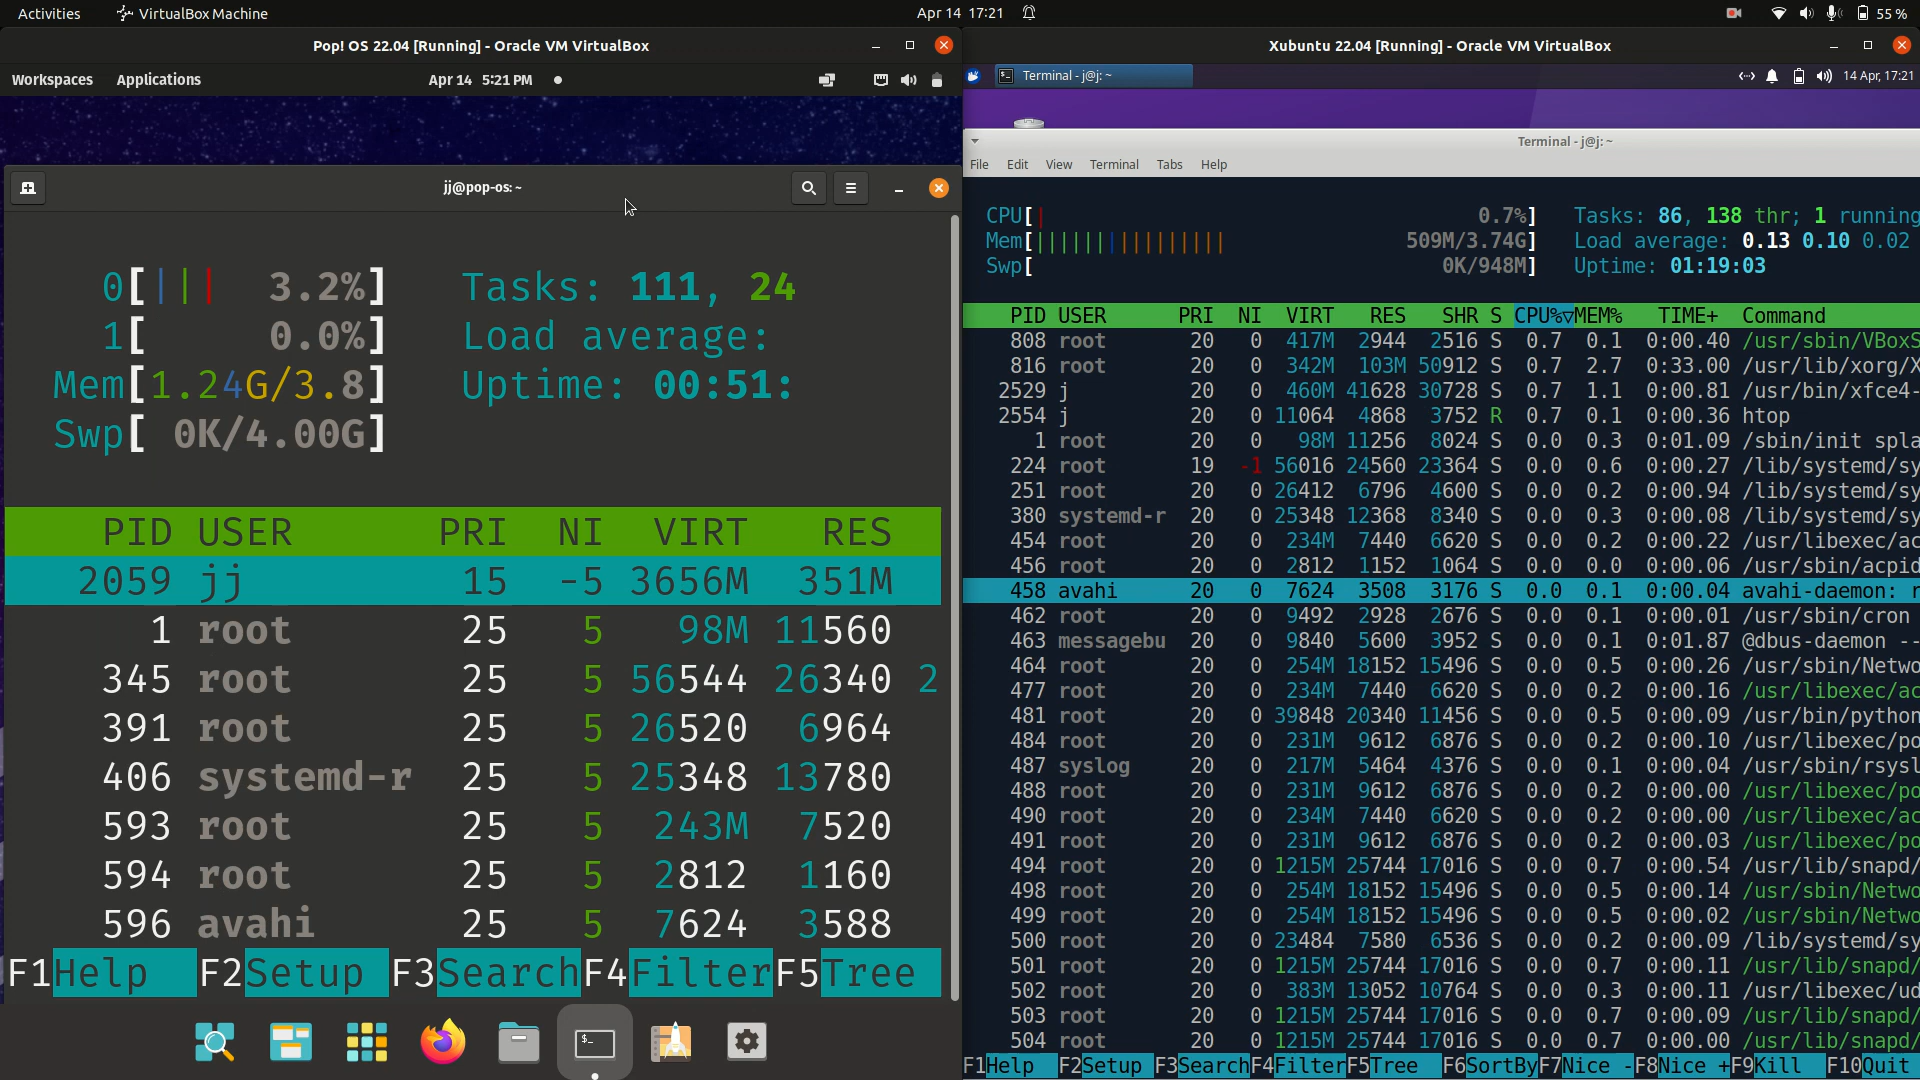 Activities VirtualBox Machine Apr 14 17:21 55 %
Pop! OS 22.04 [Running] - Oracle VM VirtualBox
Workspaces Applications Apr 14 5:21 PM
jj@pop-os: ~
0[||| 3.2%] Tasks: 111, 24
1[ 0.0%] Load average:
Mem[1.24G/3.8] Uptime: 00:51:
Swp[ 0K/4.00G]
PID USER PRI NI VIRT RES
2059 jj 15 -5 3656M 351M
1 root 25 5 98M 11560
345 root 25 5 56544 26340 2
391 root 25 5 26520 6964
406 systemd-r 25 5 25348 13780
593 root 25 5 243M 7520
594 root 25 5 2812 1160
596 avahi 25 5 7624 3588
F1Help F2Setup F3Search F4Filter F5Tree
Xubuntu 22.04 [Running] - Oracle VM VirtualBox
Terminal - j@j: ~ 14 Apr, 17:21
Terminal - j@j: ~
File Edit View Terminal Tabs Help
CPU[| 0.7%] Tasks: 86, 138 thr; 1 running
Mem[|||||||||||||||| 509M/3.74G] Load average: 0.13 0.10 0.02
Swp[ 0K/948M] Uptime: 01:19:03
PID USER PRI NI VIRT RES SHR S CPU%▽MEM% TIME+ Command
808 root 20 0 417M 2944 2516 S 0.7 0.1 0:00.40 /usr/sbin/VBoxS
816 root 20 0 342M 103M 50912 S 0.7 2.7 0:33.00 /usr/lib/xorg/X
2529 j 20 0 460M 41628 30728 S 0.7 1.1 0:00.81 /usr/bin/xfce4-
2554 j 20 0 11064 4868 3752 R 0.7 0.1 0:00.36 htop
1 root 20 0 98M 11256 8024 S 0.0 0.3 0:01.09 /sbin/init spla
224 root 19 -1 56016 24560 23364 S 0.0 0.6 0:00.27 /lib/systemd/sy
251 root 20 0 26412 6796 4600 S 0.0 0.2 0:00.94 /lib/systemd/sy
380 systemd-r 20 0 25348 12368 8340 S 0.0 0.3 0:00.08 /lib/systemd/sy
454 root 20 0 234M 7440 6620 S 0.0 0.2 0:00.22 /usr/libexec/ac
456 root 20 0 2812 1152 1064 S 0.0 0.0 0:00.06 /usr/sbin/acpid
458 avahi 20 0 7624 3508 3176 S 0.0 0.1 0:00.04 avahi-daemon: r
462 root 20 0 9492 2928 2676 S 0.0 0.1 0:00.01 /usr/sbin/cron
463 messagebu 20 0 9840 5600 3952 S 0.0 0.1 0:01.87 @dbus-daemon --
464 root 20 0 254M 18152 15496 S 0.0 0.5 0:00.26 /usr/sbin/Netwo
477 root 20 0 234M 7440 6620 S 0.0 0.2 0:00.16 /usr/libexec/ac
481 root 20 0 39848 20340 11456 S 0.0 0.5 0:00.09 /usr/bin/python
484 root 20 0 231M 9612 6876 S 0.0 0.2 0:00.10 /usr/libexec/po
487 syslog 20 0 217M 5464 4376 S 0.0 0.1 0:00.04 /usr/sbin/rsysl
488 root 20 0 231M 9612 6876 S 0.0 0.2 0:00.00 /usr/libexec/po
490 root 20 0 234M 7440 6620 S 0.0 0.2 0:00.00 /usr/libexec/ac
491 root 20 0 231M 9612 6876 S 0.0 0.2 0:00.03 /usr/libexec/po
494 root 20 0 1215M 25744 17016 S 0.0 0.7 0:00.54 /usr/lib/snapd/
498 root 20 0 254M 18152 15496 S 0.0 0.5 0:00.14 /usr/sbin/Netwo
499 root 20 0 254M 18152 15496 S 0.0 0.5 0:00.02 /usr/sbin/Netwo
500 root 20 0 23484 7580 6536 S 0.0 0.2 0:00.09 /lib/systemd/sy
501 root 20 0 1215M 25744 17016 S 0.0 0.7 0:00.11 /usr/lib/snapd/
502 root 20 0 383M 13052 10764 S 0.0 0.3 0:00.11 /usr/libexec/ud
503 root 20 0 1215M 25744 17016 S 0.0 0.7 0:00.09 /usr/lib/snapd/
504 root 20 0 1215M 25744 17016 S 0.0 0.7 0:00.00 /usr/lib/snapd/
F1Help F2Setup F3SearchF4FilterF5Tree F6SortByF7Nice -F8Nice +F9Kill F10Quit